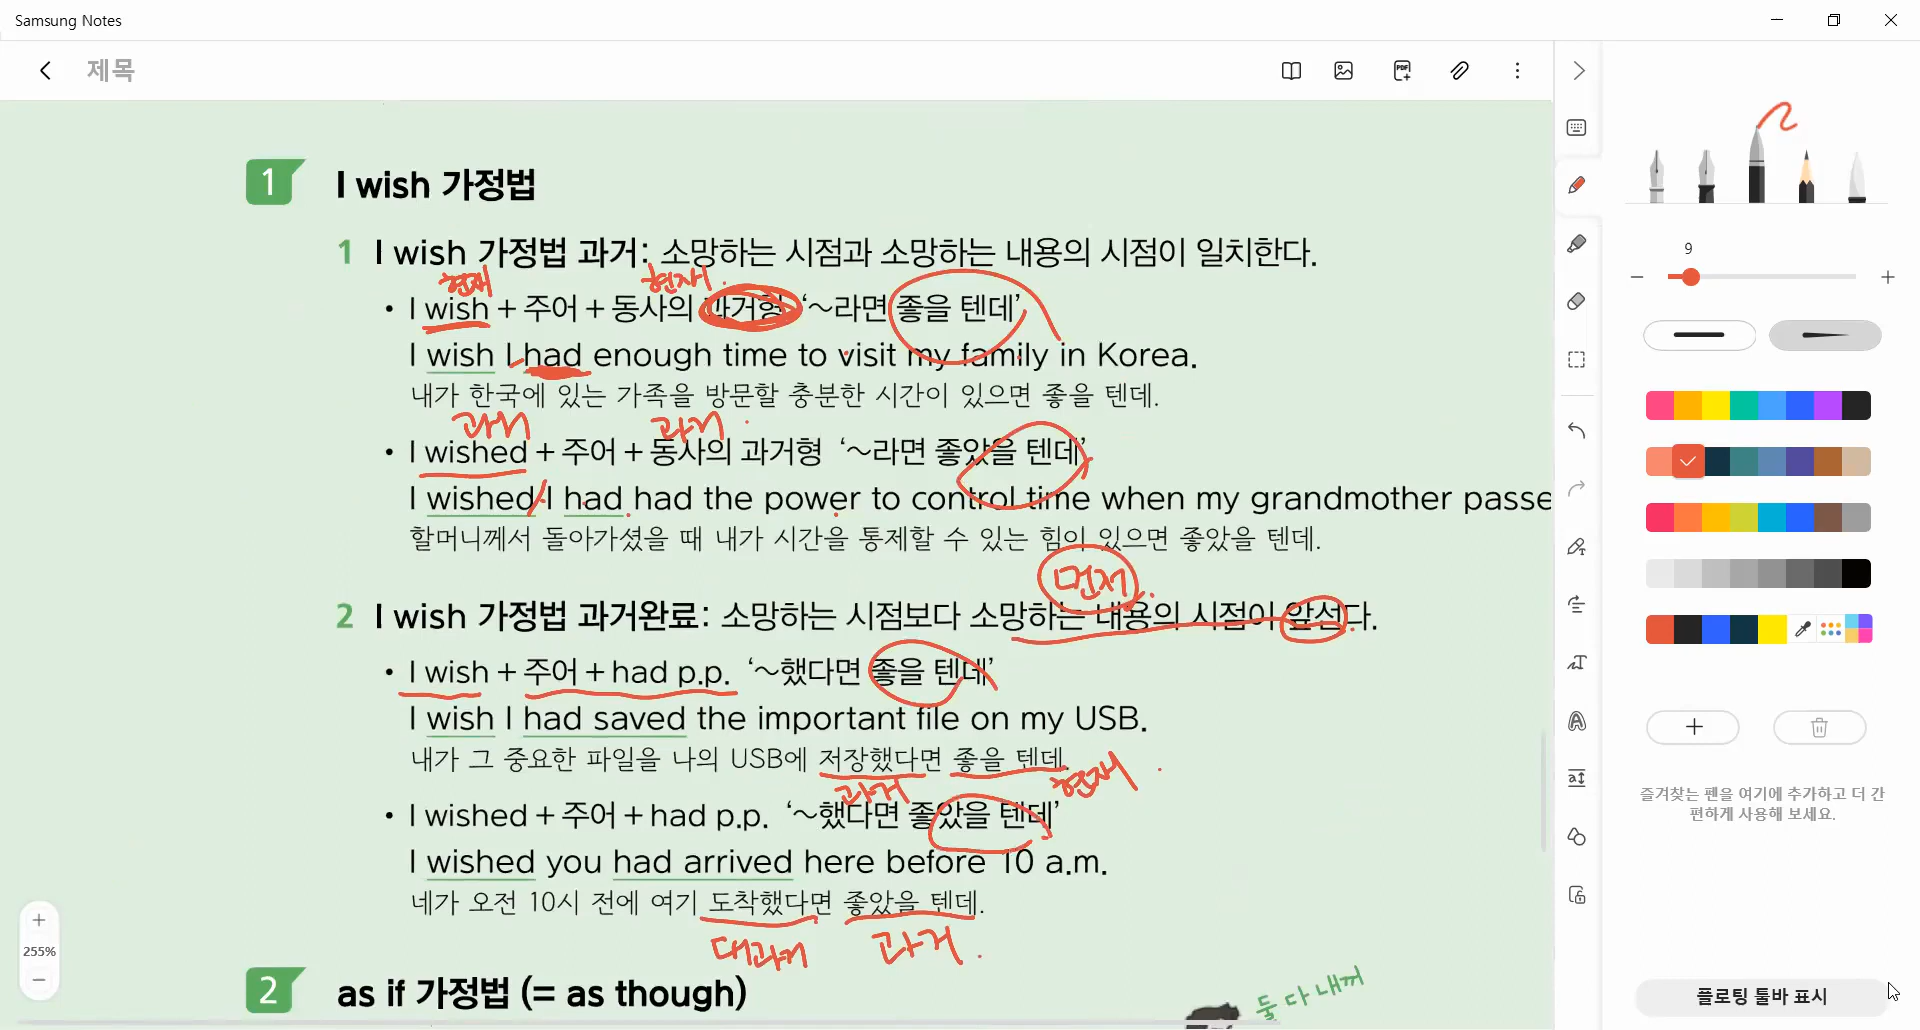 Samsung Notes
제목
1 I wish 가정법
1 I wish 가정법 과거: 소망하는 시점과 소망하는 내용의 시점이 일치한다.
현재 현재
• I wish + 주어 + 동사의 과거형 ‘～라면 좋을 텐데’
I wish I had enough time to visit my family in Korea.
내가 한국에 있는 가족을 방문할 충분한 시간이 있으면 좋을 텐데.
과거 과거
• I wished + 주어 + 동사의 과거형 ‘～라면 좋았을 텐데’
I wished I had had the power to control time when my grandmother passe
할머니께서 돌아가셨을 때 내가 시간을 통제할 수 있는 힘이 있으면 좋았을 텐데.
먼저
2 I wish 가정법 과거완료: 소망하는 시점보다 소망하는 내용의 시점이 앞선다.
• I wish + 주어 + had p.p. ‘～했다면 좋을 텐데’
I wish I had saved the important file on my USB.
내가 그 중요한 파일을 나의 USB에 저장했다면 좋을 텐데.
과거 현재
• I wished + 주어 + had p.p. ‘～했다면 좋았을 텐데’
I wished you had arrived here before 10 a.m.
네가 오전 10시 전에 여기 도착했다면 좋았을 텐데.
대과거 과거
2 as if 가정법 (= as though)
둘 다 내꺼
255%
9
즐겨찾는 펜을 여기에 추가하고 더 간
편하게 사용해 보세요.
플로팅 툴바 표시